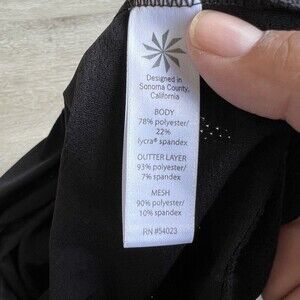 Designed in
Sonoma County,
California
BODY
78% polyester/
22%
lycra® spandex
OUTTER LAYER
93% polyester/
7% spandex
MESH
90% polyester/
10% spandex
RN #54023